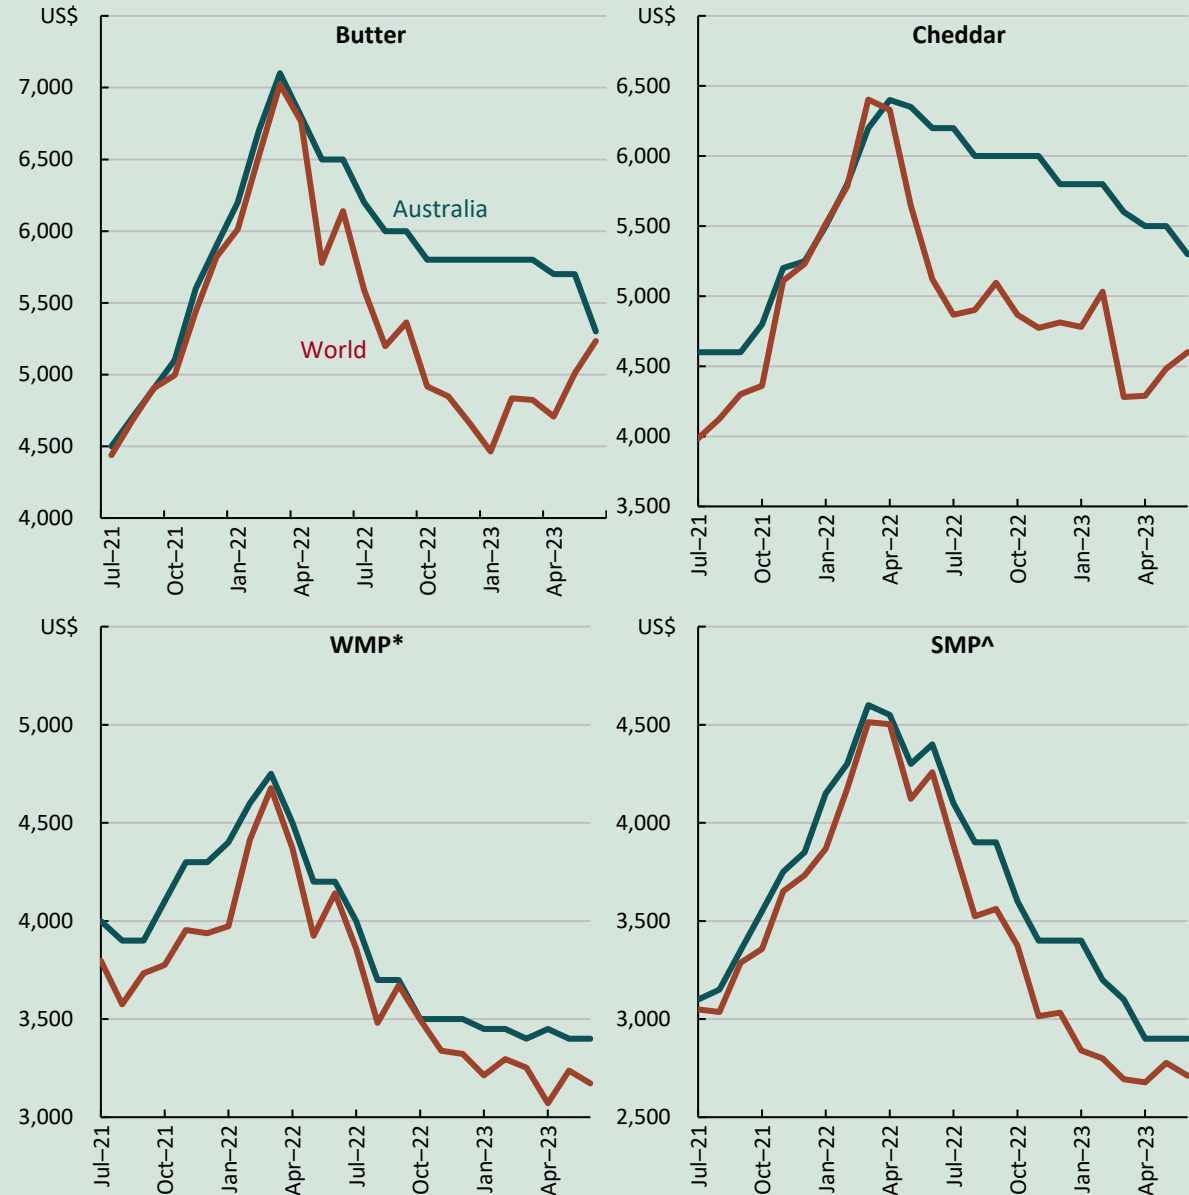 US$
Butter
7,000
6,500
6,000
5,500
5,000
4,500
4,000
Australia
World
Jul–21
Oct–21
Jan–22
Apr–22
Jul–22
Oct–22
Jan–23
Apr–23
US$
Cheddar
6,500
6,000
5,500
5,000
4,500
4,000
3,500
Jul–21
Oct–21
Jan–22
Apr–22
Jul–22
Oct–22
Jan–23
Apr–23
US$
WMP*
5,000
4,500
4,000
3,500
3,000
Jul–21
Oct–21
Jan–22
Apr–22
Jul–22
Oct–22
Jan–23
Apr–23
US$
SMP^
4,500
4,000
3,500
3,000
2,500
Jul–21
Oct–21
Jan–22
Apr–22
Jul–22
Oct–22
Jan–23
Apr–23